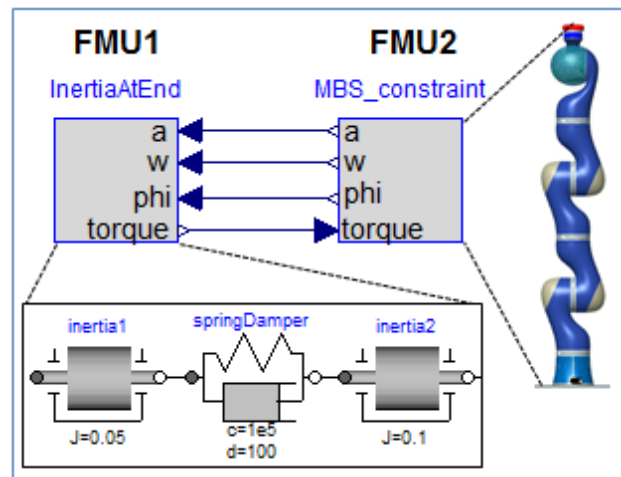 FMU1 FMU2
InertiaAtEnd MBS_constraint
a a
w w
phi phi
torque torque
inertia1 springDamper inertia2
J=0.05 c=1e5 J=0.1
d=100